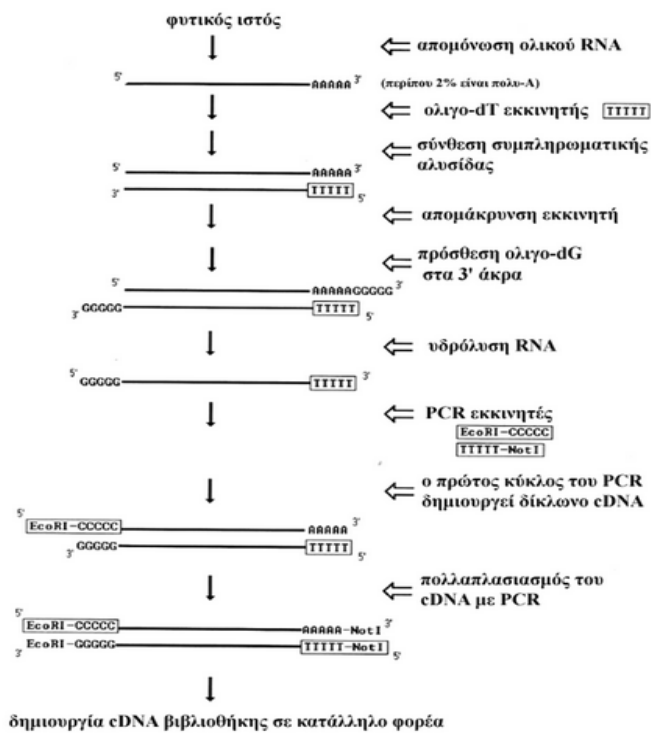 φυτικός ιστός
απομόνωση ολικού RNA
5' AAAAA 3' (περίπου 2% είναι πολυ-Α)
ολιγο-dT εκκινητής TTTTT
σύνθεση συμπληρωματικής
αλυσίδας
5' AAAAA 3'
3' TTTTT 5'
απομάκρυνση εκκινητή
πρόσθεση ολιγο-dG
στα 3' άκρα
5' AAAAAGGGGG 3'
3' GGGGG TTTTT 5'
υδρόλυση RNA
5' GGGGG TTTTT 3'
PCR εκκινητές
EcoRI-CCCCC
TTTTT-NotI
ο πρώτος κύκλος του PCR
δημιουργεί δίκλωνο cDNA
5' EcoRI-CCCCC AAAAA 3'
3' GGGGG TTTTT 5'
πολλαπλασιασμός του
cDNA με PCR
5' EcoRI-CCCCC AAAAA-NotI 3'
3' EcoRI-GGGGG TTTTT-NotI 5'
δημιουργία cDNA βιβλιοθήκης σε κατάλληλο φορέα